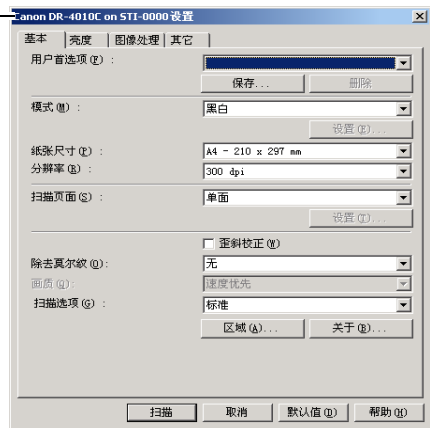 Canon DR-4010C on STI-0000 设置
基本 亮度 图像处理 其它
用户首选项(F) :
保存... 删除
模式(M) : 黑白
设置(E)...
纸张尺寸(P) : A4 - 210 x 297 mm
分辨率(R) : 300 dpi
扫描页面(S) : 单面
设置(T)...
歪斜校正(W)
除去莫尔纹(O): 无
画质(Q): 速度优先
扫描选项(G) : 标准
区域(A)... 关于(B)...
扫描 取消 默认值(D) 帮助(H)